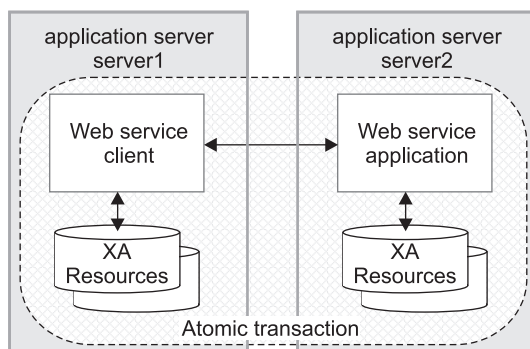 application server
server1
application server
server2
Web service
client
Web service
application
XA
Resources
XA
Resources
Atomic transaction